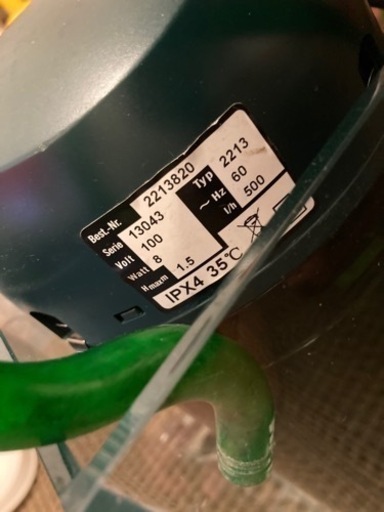 Best.-Nr. 2213820 Typ 2213
Serie 13043 ~ Hz 60
Volt 100 l/h 500
Watt 8
H max m 1.5
IPX4 35°C